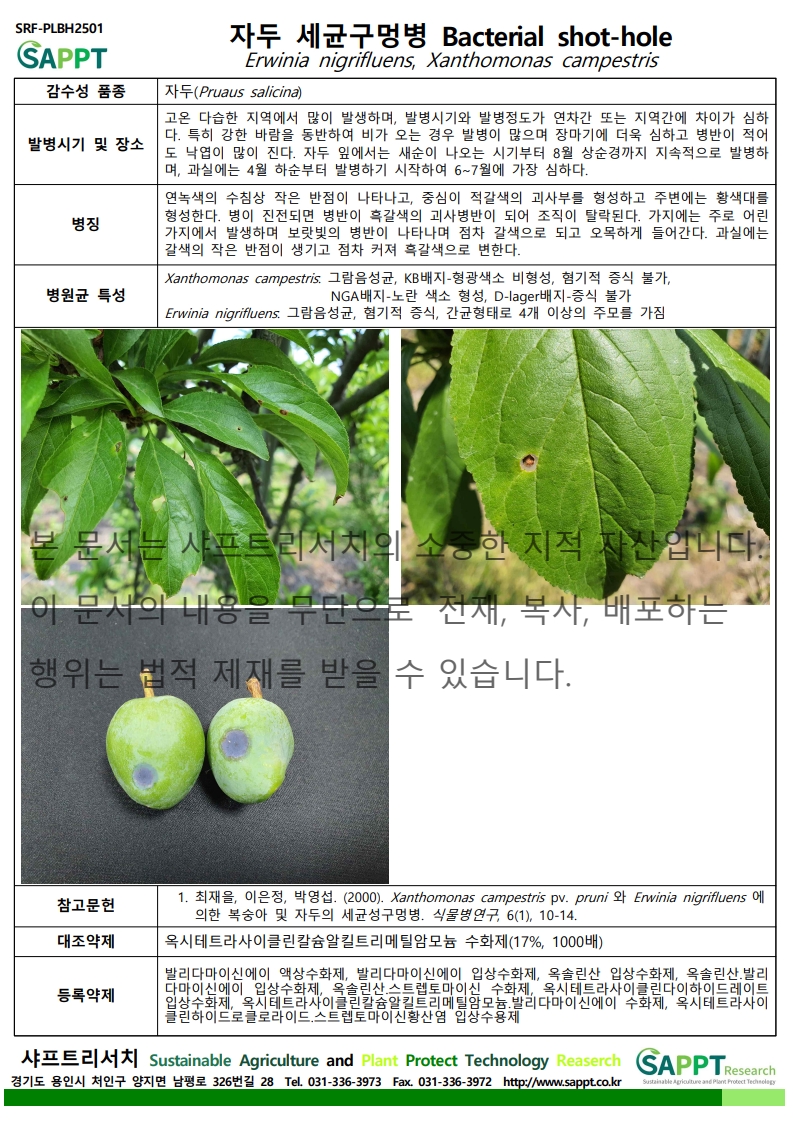 SRF-PLBH2501
SAPPT
자두 세균구멍병 Bacterial shot-hole
Erwinia nigrifluens, Xanthomonas campestris
감수성 품종
자두(Pruaus salicina)
발병시기 및 장소
고온 다습한 지역에서 많이 발생하며, 발병시기와 발병정도가 연차간 또는 지역간에 차이가 심하
다. 특히 강한 바람을 동반하여 비가 오는 경우 발병이 많으며 장마기에 더욱 심하고 병반이 적어
도 낙엽이 많이 진다. 자두 잎에서는 새순이 나오는 시기부터 8월 상순경까지 지속적으로 발병하
며, 과실에는 4월 하순부터 발병하기 시작하여 6~7월에 가장 심하다.
병징
연녹색의 수침상 작은 반점이 나타나고, 중심이 적갈색의 괴사부를 형성하고 주변에는 황색대를
형성한다. 병이 진전되면 병반이 흑갈색의 괴사병반이 되어 조직이 탈락된다. 가지에는 주로 어린
가지에서 발생하며 보랏빛의 병반이 나타나며 점차 갈색으로 되고 오목하게 들어간다. 과실에는
갈색의 작은 반점이 생기고 점차 커져 흑갈색으로 변한다.
병원균 특성
Xanthomonas campestris. 그람음성균, KB배지-형광색소 비형성, 혐기적 증식 불가,
NGA배지-노란 색소 형성, D-lager배지-증식 불가
Erwinia nigrifluens. 그람음성균, 혐기적 증식, 간균형태로 4개 이상의 주모를 가짐
본 문서는 샤프트리서치의 소중한 지적 자산입니다.
이 문서의 내용을 무단으로 전재, 복사, 배포하는
행위는 법적 제재를 받을 수 있습니다.
참고문헌
1. 최재을, 이은정, 박영섭. (2000). Xanthomonas campestris pv. pruni 와 Erwinia nigrifluens 에
의한 복숭아 및 자두의 세균성구멍병. 식물병연구, 6(1), 10-14.
대조약제
옥시테트라사이클린칼슘알킬트리메틸암모늄 수화제(17%, 1000배)
등록약제
발리다마이신에이 액상수화제, 발리다마이신에이 입상수화제, 옥솔린산 입상수화제, 옥솔린산.발리
다마이신에이 입상수화제, 옥솔린산.스트렙토마이신 수화제, 옥시테트라사이클린다이하이드레이트
입상수화제, 옥시테트라사이클린칼슘알킬트리메틸암모늄.발리다마이신에이 수화제, 옥시테트라사이
클린하이드로클로라이드.스트렙토마이신황산염 입상수용제
샤프트리서치 Sustainable Agriculture and Plant Protect Technology Reaserch
경기도 용인시 처인구 양지면 남평로 326번길 28 Tel. 031-336-3973 Fax. 031-336-3972 http://www.sappt.co.kr
SAPPT Research
Sustainable Agriculture and Plant Protect Technology